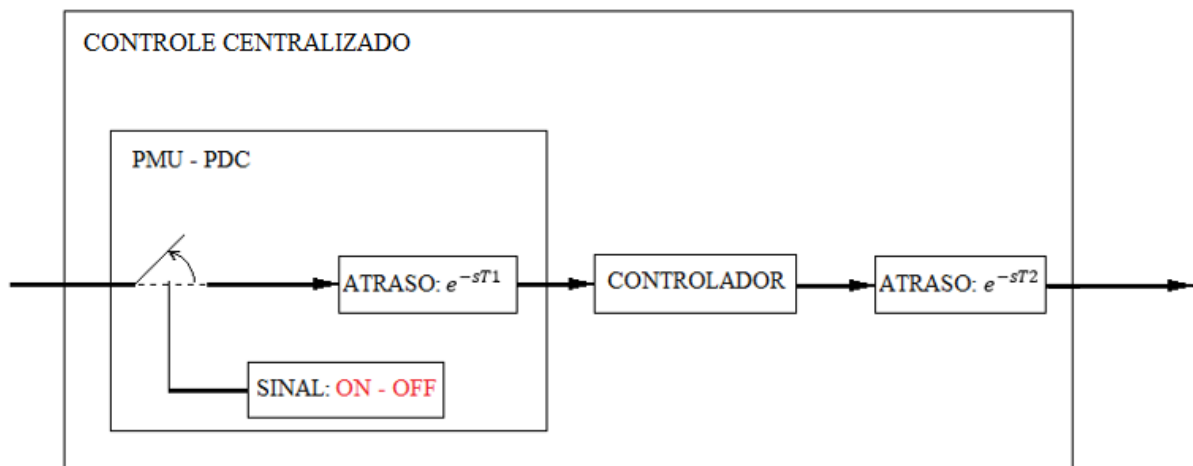 CONTROLE CENTRALIZADO
PMU - PDC
ATRASO: e^{-sT1}
CONTROLADOR
ATRASO: e^{-sT2}
SINAL: ON - OFF